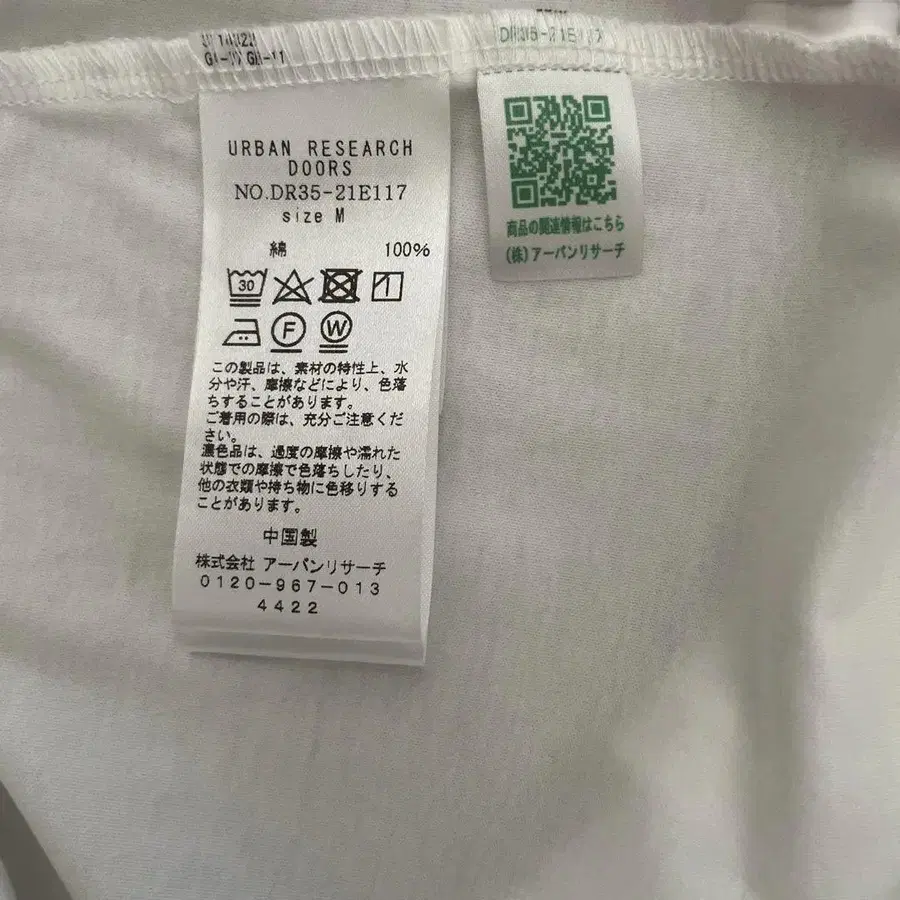 URBAN RESEARCH
DOORS
NO.DR35-21E117
size M
綿 100%
30
F
W
この製品は、素材の特性上、水
分や汗、摩擦などにより、色落
ちすることがあります。
ご着用の際は、充分ご注意くだ
さい。
濃色品は、過度の摩擦や濡れた
状態での摩擦で色落ちしたり、
他の衣類や持ち物に色移りする
ことがあります。
中国製
株式会社 アーバンリサーチ
0120-967-013
4422
商品の関連情報はこちら
(株)アーバンリサーチ